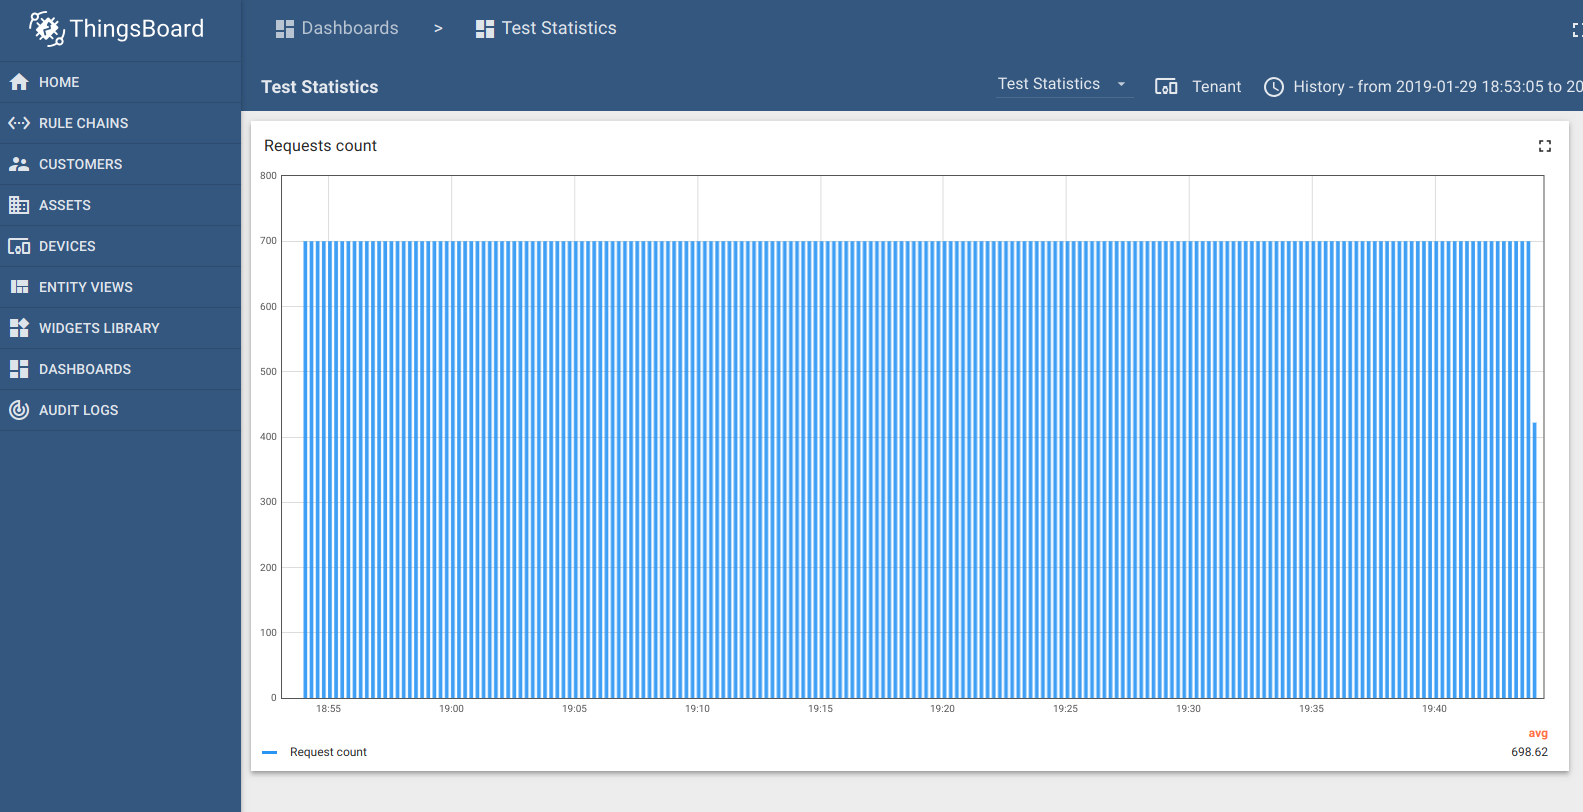 ThingsBoard
Dashboards > Test Statistics
HOME
RULE CHAINS
CUSTOMERS
ASSETS
DEVICES
ENTITY VIEWS
WIDGETS LIBRARY
DASHBOARDS
AUDIT LOGS
Test Statistics
Test Statistics Tenant History - from 2019-01-29 18:53:05 to 20
Requests count
800
700
600
500
400
300
200
100
0
18:55 19:00 19:05 19:10 19:15 19:20 19:25 19:30 19:35 19:40
avg
Request count 698.62